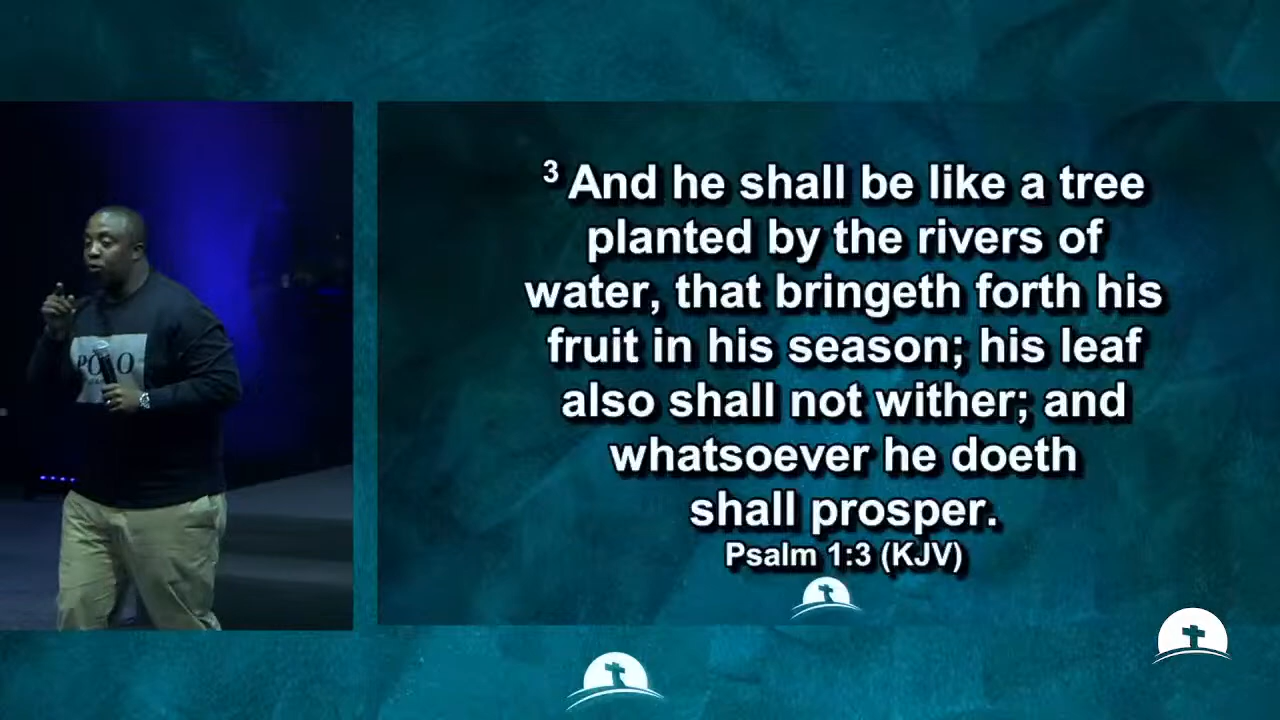 3 And he shall be like a tree
planted by the rivers of
water, that bringeth forth his
fruit in his season; his leaf
also shall not wither; and
whatsoever he doeth
shall prosper.
Psalm 1:3 (KJV)
POLO